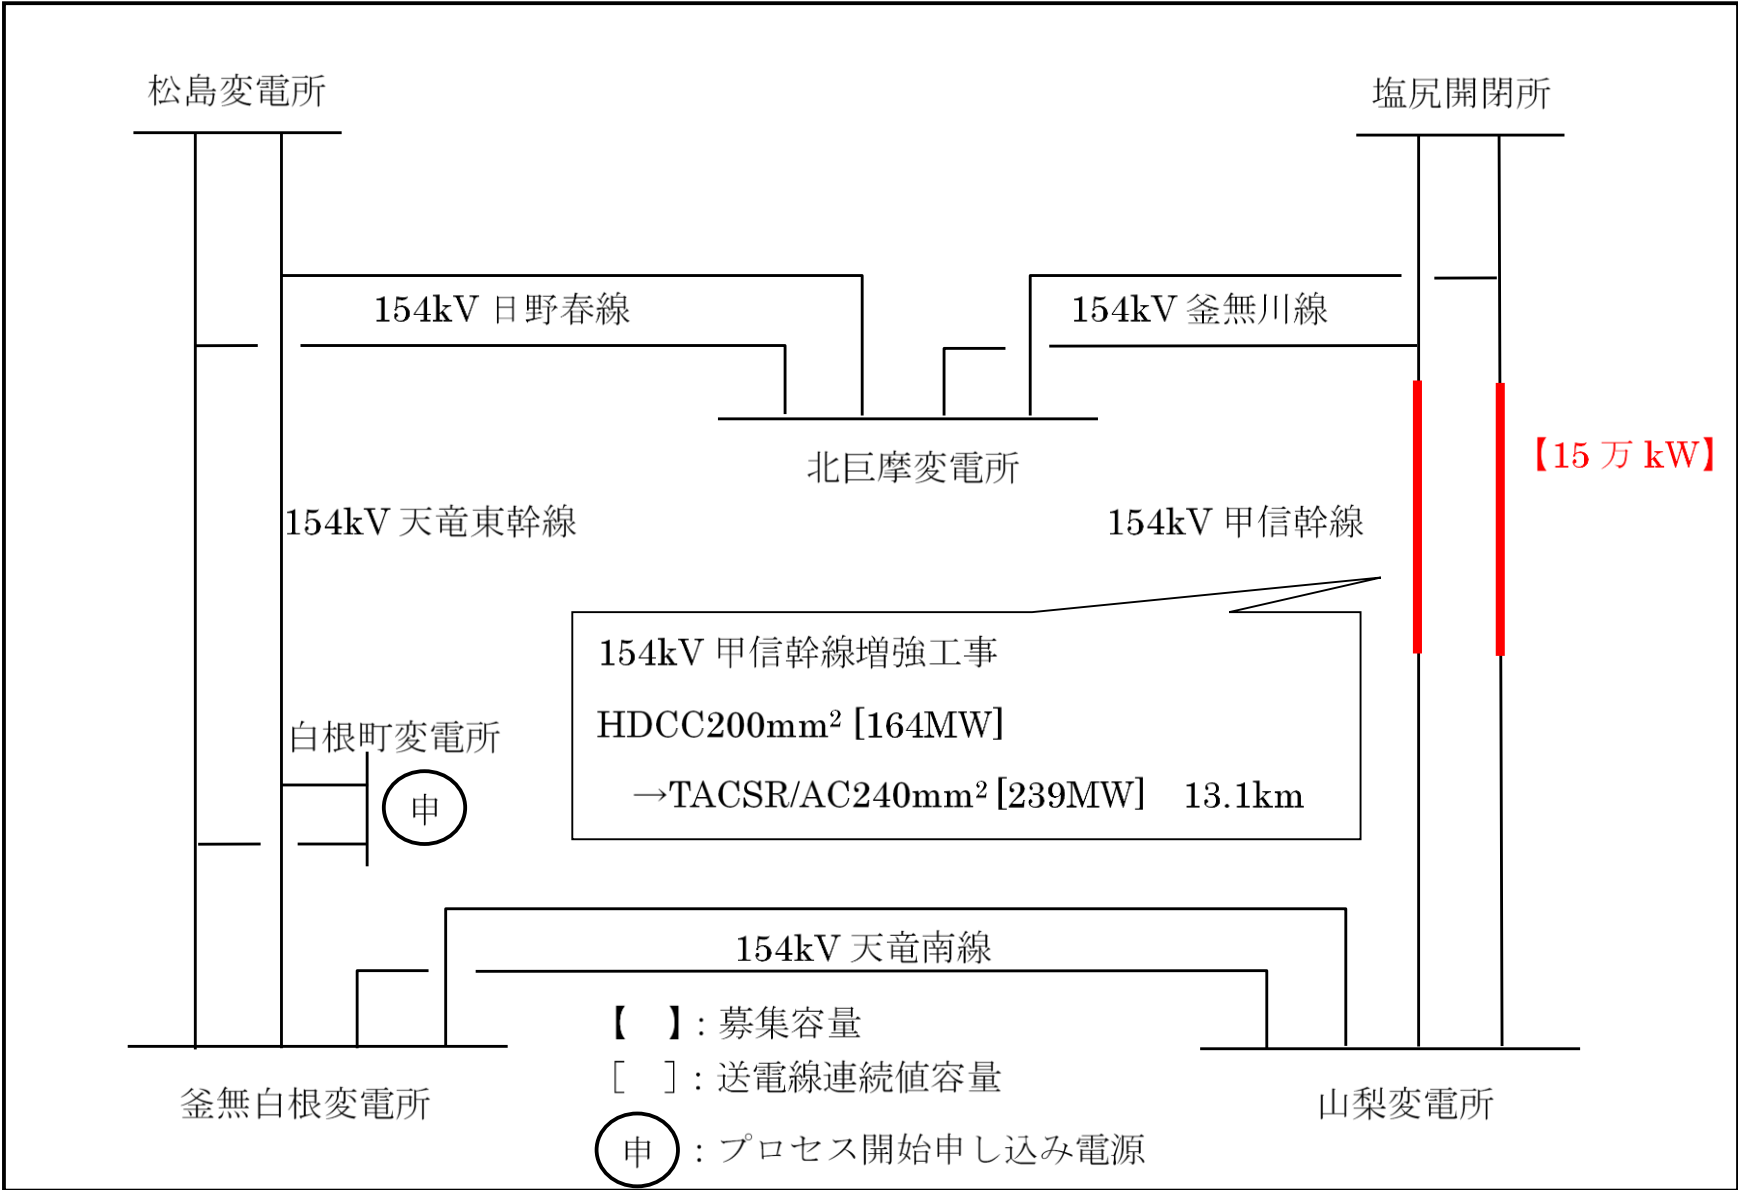 松島変電所
塩尻開閉所
154kV 日野春線
154kV 釜無川線
北巨摩変電所
【15 万 kW】
154kV 天竜東幹線
154kV 甲信幹線
154kV 甲信幹線増強工事
HDCC200mm² [164MW]
→TACSR/AC240mm² [239MW] 13.1km
白根町変電所
申
154kV 天竜南線
【　】: 募集容量
[　]: 送電線連続値容量
釜無白根変電所
山梨変電所
申 : プロセス開始申し込み電源